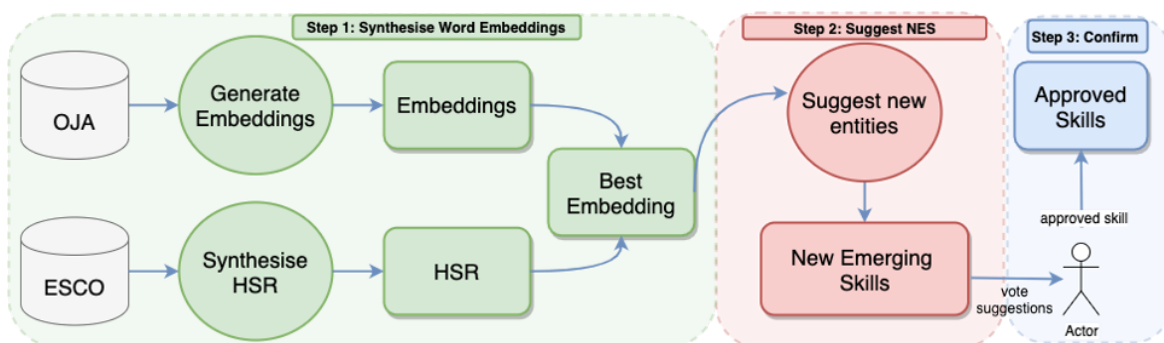 Step 1: Synthesise Word Embeddings
OJA
Generate
Embeddings
Embeddings
Best
Embedding
ESCO
Synthesise
HSR
HSR
Step 2: Suggest NES
Suggest new
entities
New Emerging
Skills
vote
suggestions
Step 3: Confirm
Approved
Skills
approved skill
Actor